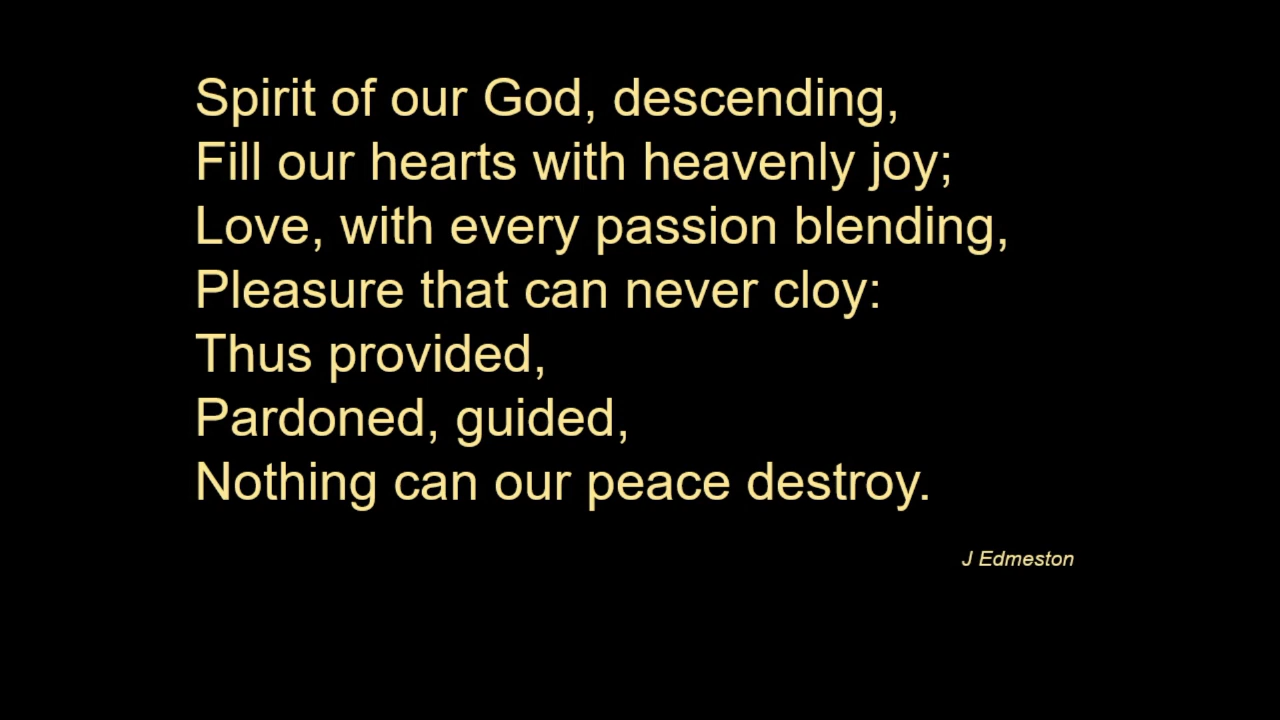 Spirit of our God, descending,
Fill our hearts with heavenly joy;
Love, with every passion blending,
Pleasure that can never cloy:
Thus provided,
Pardoned, guided,
Nothing can our peace destroy.
J Edmeston